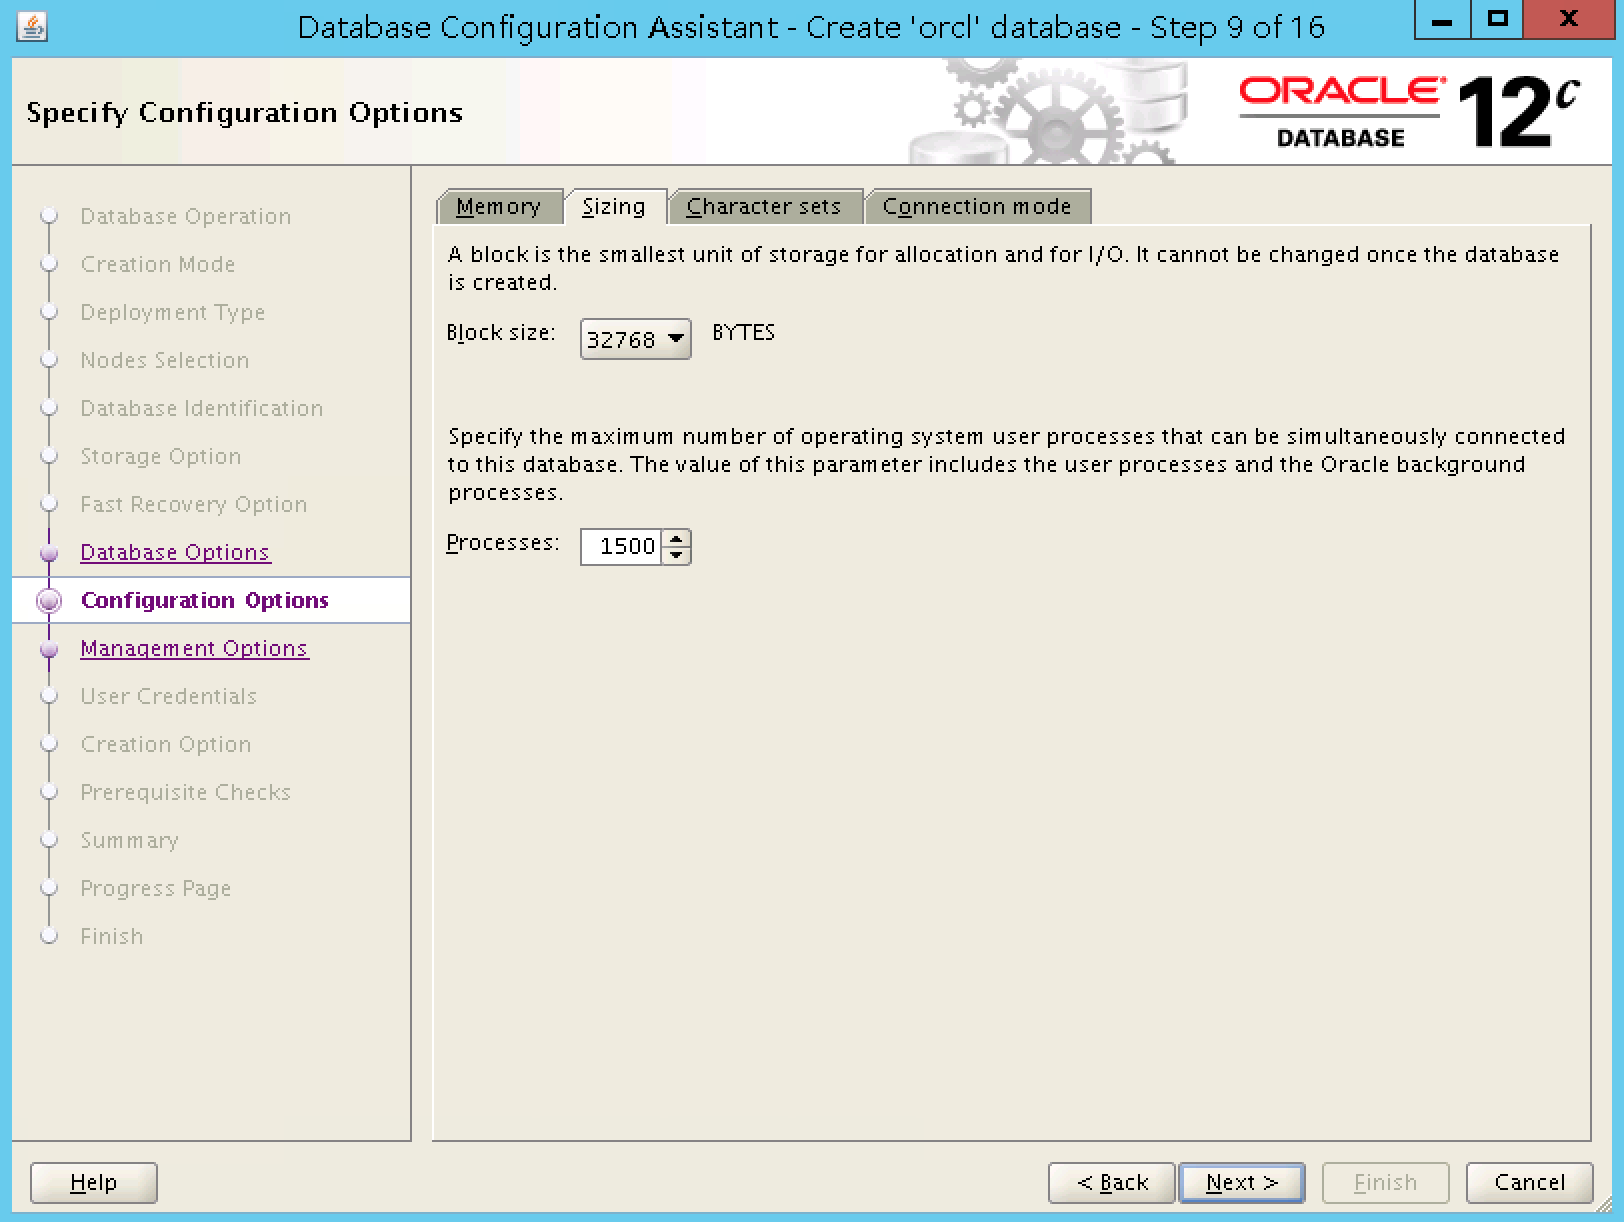 Database Configuration Assistant - Create 'orcl' database - Step 9 of 16
Specify Configuration Options
ORACLE
DATABASE
12c
Database Operation
Creation Mode
Deployment Type
Nodes Selection
Database Identification
Storage Option
Fast Recovery Option
Database Options
Configuration Options
Management Options
User Credentials
Creation Option
Prerequisite Checks
Summary
Progress Page
Finish
Memory
Sizing
Character sets
Connection mode
A block is the smallest unit of storage for allocation and for I/O. It cannot be changed once the database
is created.
Block size: 32768 BYTES
Specify the maximum number of operating system user processes that can be simultaneously connected
to this database. The value of this parameter includes the user processes and the Oracle background
processes.
Processes: 1500
Help
< Back
Next >
Finish
Cancel